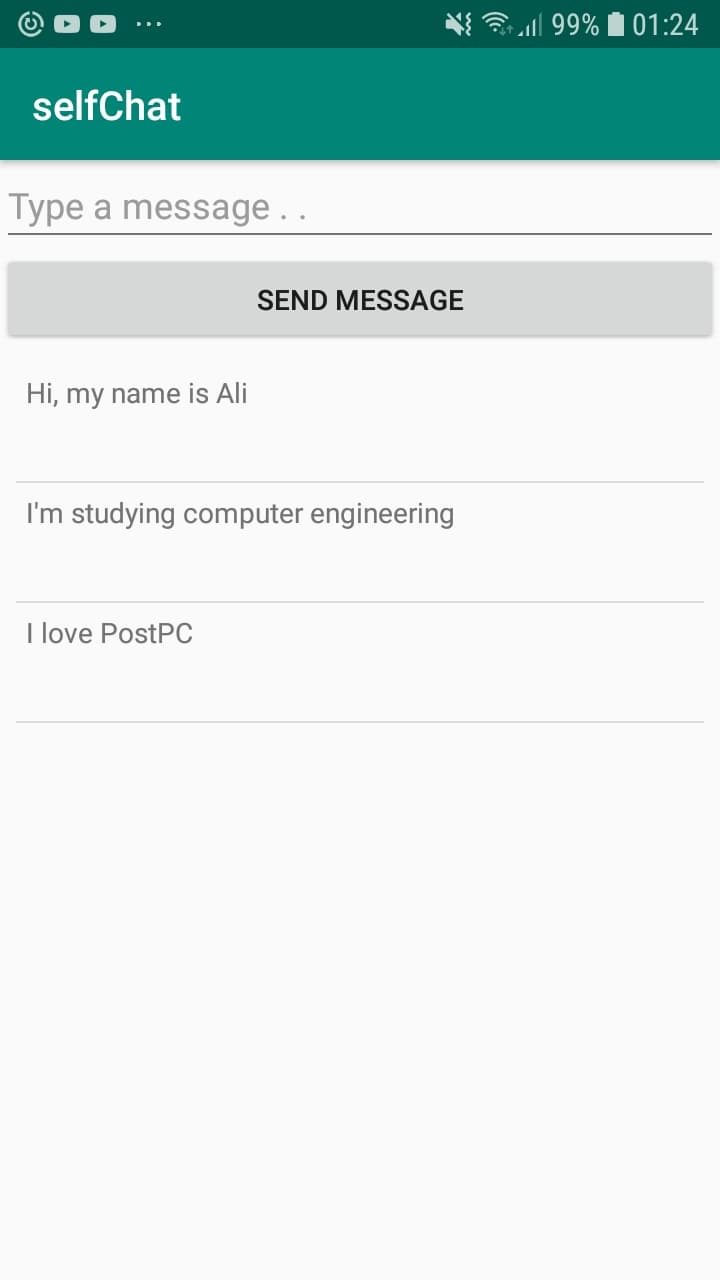 99% 01:24
selfChat
Type a message . .
SEND MESSAGE
Hi, my name is Ali
I'm studying computer engineering
I love PostPC